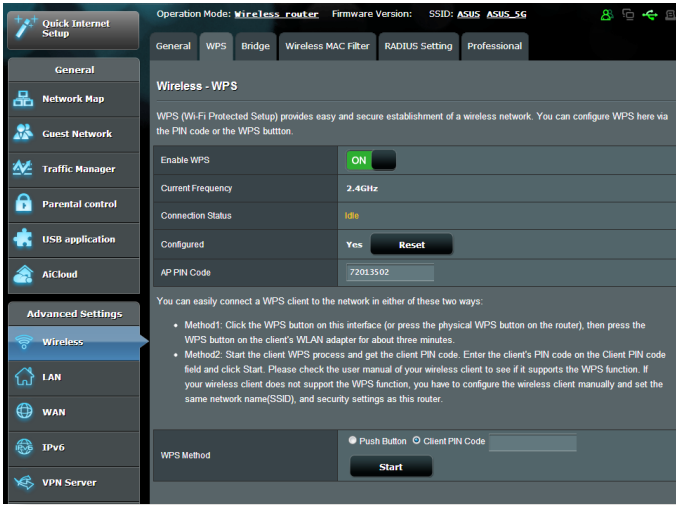 Quick Internet Setup
Operation Mode: Wireless router Firmware Version: SSID: ASUS ASUS_5G
General WPS Bridge Wireless MAC Filter RADIUS Setting Professional
General
Network Map
Guest Network
Traffic Manager
Parental control
USB application
AiCloud
Advanced Settings
Wireless
LAN
WAN
IPv6
VPN Server
Wireless - WPS
WPS (Wi-Fi Protected Setup) provides easy and secure establishment of a wireless network. You can configure WPS here via
the PIN code or the WPS buttton.
Enable WPS ON
Current Frequency 2.4GHz
Connection Status Idle
Configured Yes Reset
AP PIN Code 72013502
You can easily connect a WPS client to the network in either of these two ways:
• Method1: Click the WPS button on this interface (or press the physical WPS button on the router), then press the
WPS button on the client's WLAN adapter for about three minutes.
• Method2: Start the client WPS process and get the client PIN code. Enter the client's PIN code on the Client PIN code
field and click Start. Please check the user manual of your wireless client to see if it supports the WPS function. If
your wireless client does not support the WPS function, you have to configure the wireless client manually and set the
same network name(SSID), and security settings as this router.
WPS Method Push Button Client PIN Code
Start